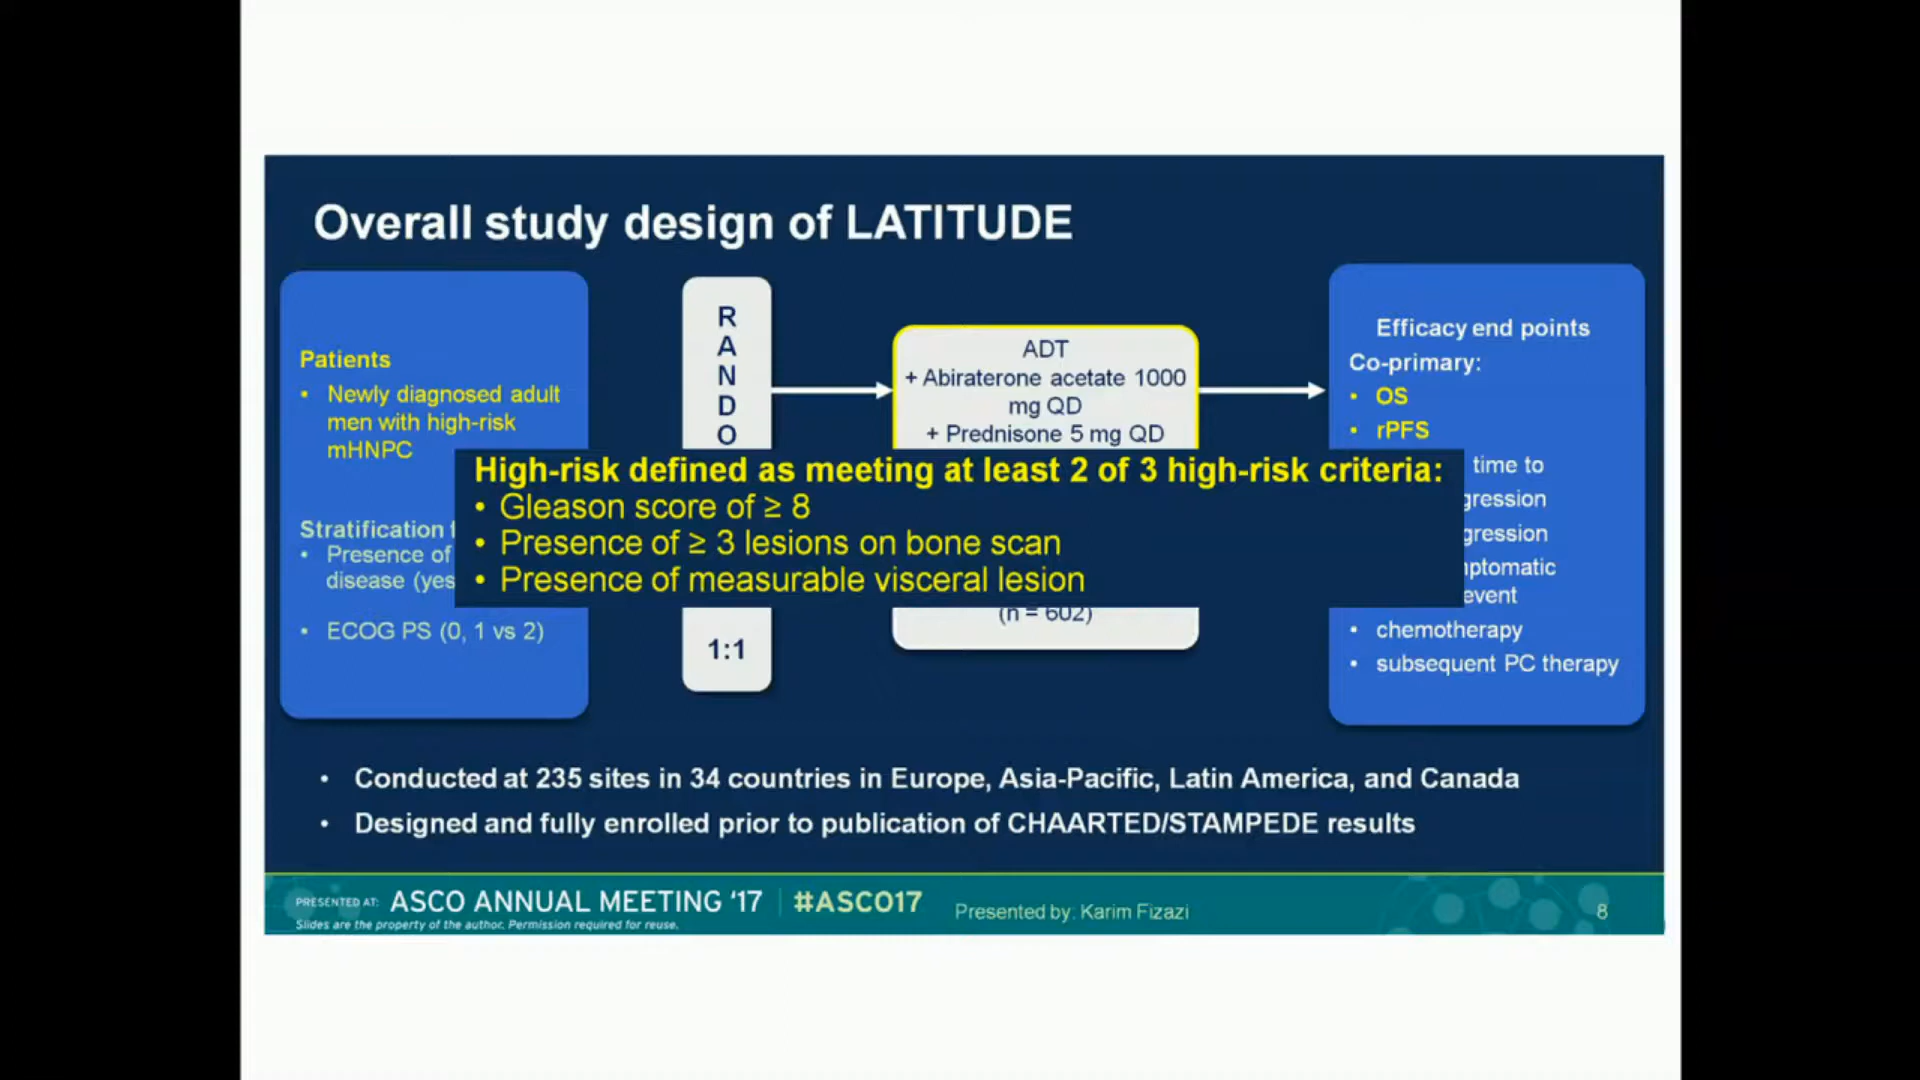 Overall study design of LATITUDE
Patients
• Newly diagnosed adult
men with high-risk
mHNPC
Stratification
• Presence of
disease (yes
• ECOG PS (0, 1 vs 2)
R
A
N
D
O
1:1
ADT
+ Abiraterone acetate 1000
mg QD
+ Prednisone 5 mg QD
(n = 602)
High-risk defined as meeting at least 2 of 3 high-risk criteria:
• Gleason score of ≥ 8
• Presence of ≥ 3 lesions on bone scan
• Presence of measurable visceral lesion
Efficacy end points
Co-primary:
• OS
• rPFS
time to
gression
gression
mptomatic
event
• chemotherapy
• subsequent PC therapy
• Conducted at 235 sites in 34 countries in Europe, Asia-Pacific, Latin America, and Canada
• Designed and fully enrolled prior to publication of CHAARTED/STAMPEDE results
PRESENTED AT: ASCO ANNUAL MEETING '17 | #ASCO17 Presented by: Karim Fizazi
Slides are the property of the author. Permission required for reuse.
8